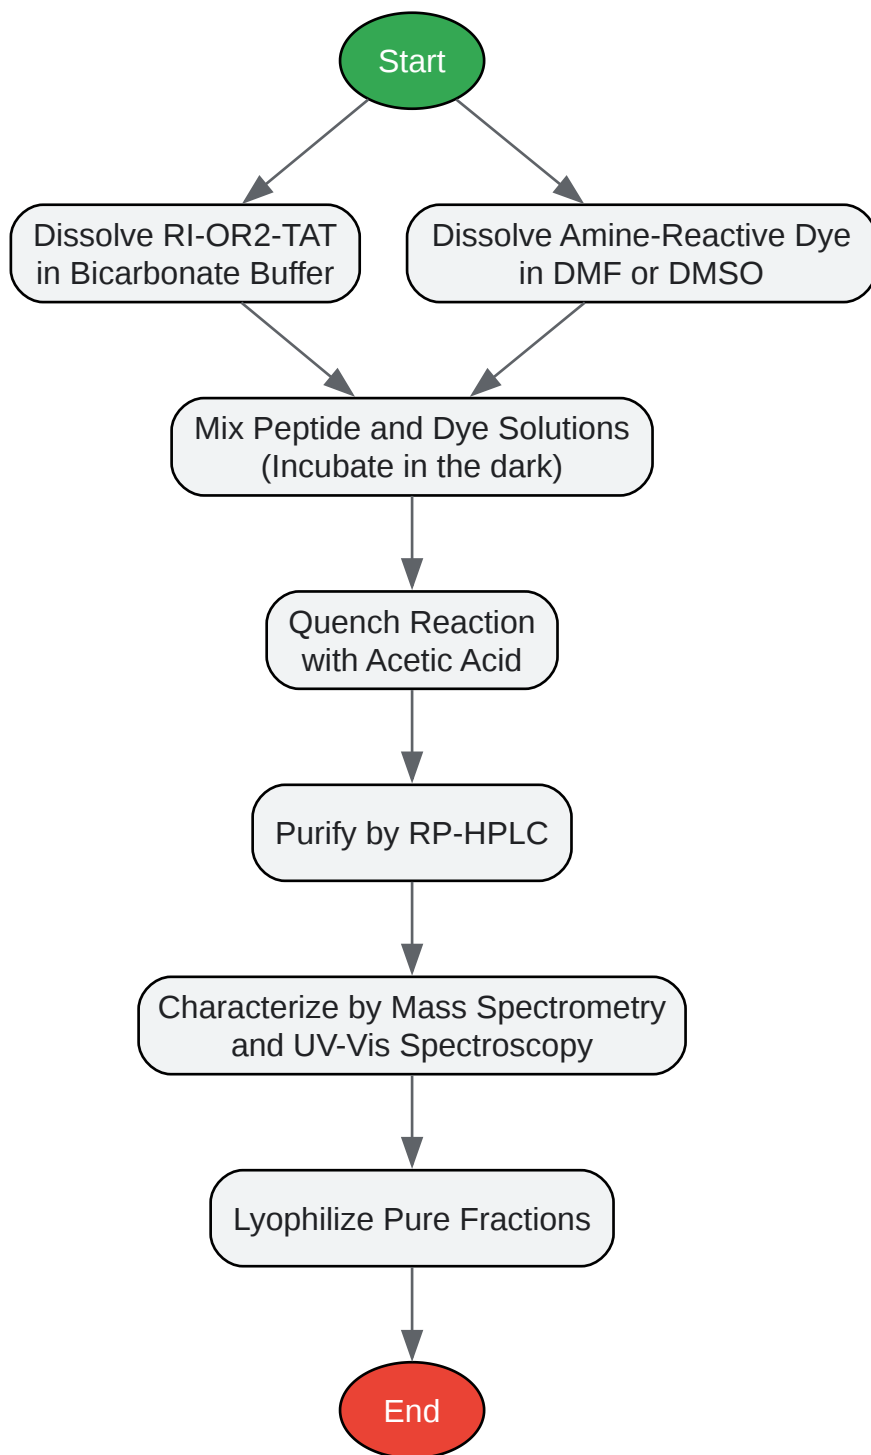 Start
Dissolve RI-OR2-TAT
in Bicarbonate Buffer
Dissolve Amine-Reactive Dye
in DMF or DMSO
Mix Peptide and Dye Solutions
(Incubate in the dark)
Quench Reaction
with Acetic Acid
Purify by RP-HPLC
Characterize by Mass Spectrometry
and UV-Vis Spectroscopy
Lyophilize Pure Fractions
End